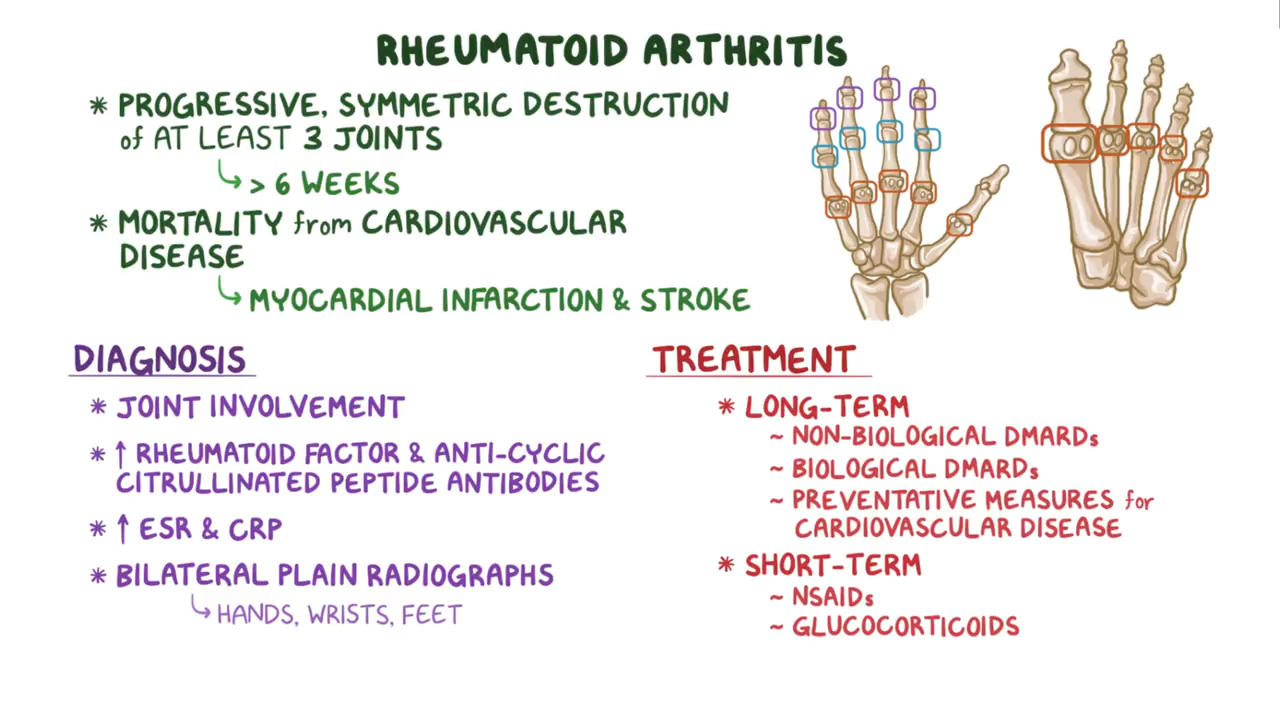 RHEUMATOID ARTHRITIS
* PROGRESSIVE, SYMMETRIC DESTRUCTION
of AT LEAST 3 JOINTS
> 6 WEEKS
* MORTALITY from CARDIOVASCULAR
DISEASE
MYOCARDIAL INFARCTION & STROKE
DIAGNOSIS
* JOINT INVOLVEMENT
* ↑ RHEUMATOID FACTOR & ANTI-CYCLIC
CITRULLINATED PEPTIDE ANTIBODIES
* ↑ ESR & CRP
* BILATERAL PLAIN RADIOGRAPHS
HANDS, WRISTS, FEET
TREATMENT
* LONG-TERM
~ NON-BIOLOGICAL DMARDs
~ BIOLOGICAL DMARDs
~ PREVENTATIVE MEASURES for
CARDIOVASCULAR DISEASE
* SHORT-TERM
~ NSAIDs
~ GLUCOCORTICOIDS